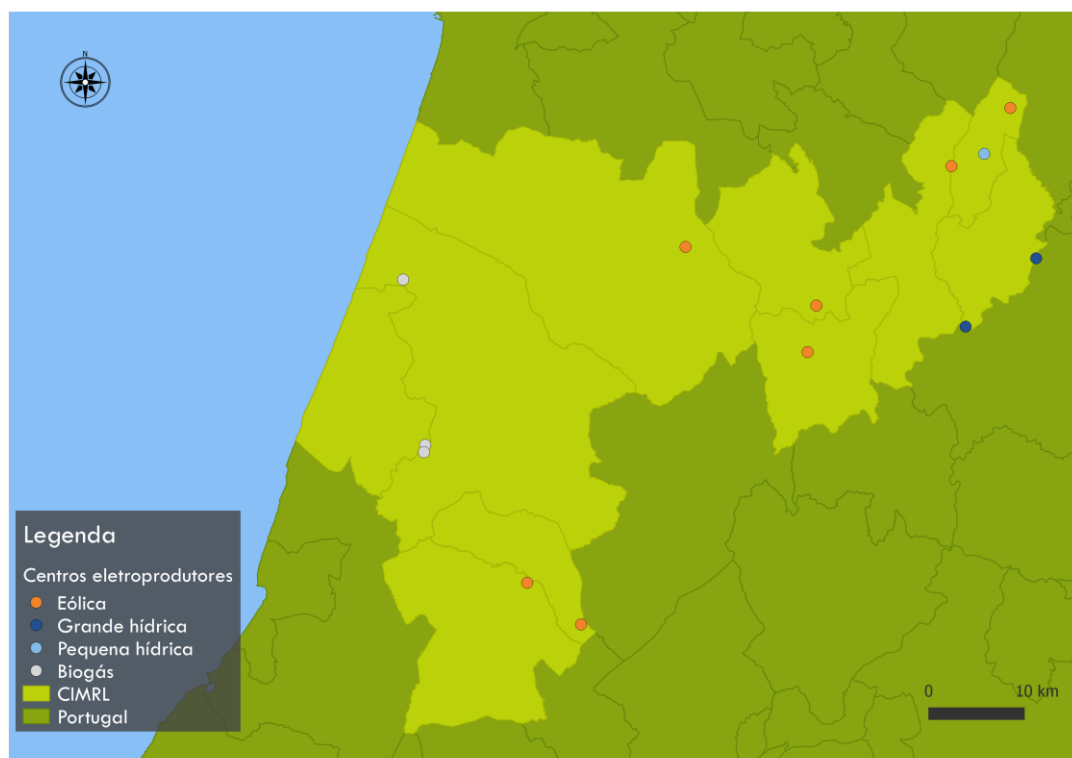 N
Legenda
Centros eletroprodutores
Eólica
Grande hídrica
Pequena hídrica
Biogás
CIMRL
Portugal
0 10 km